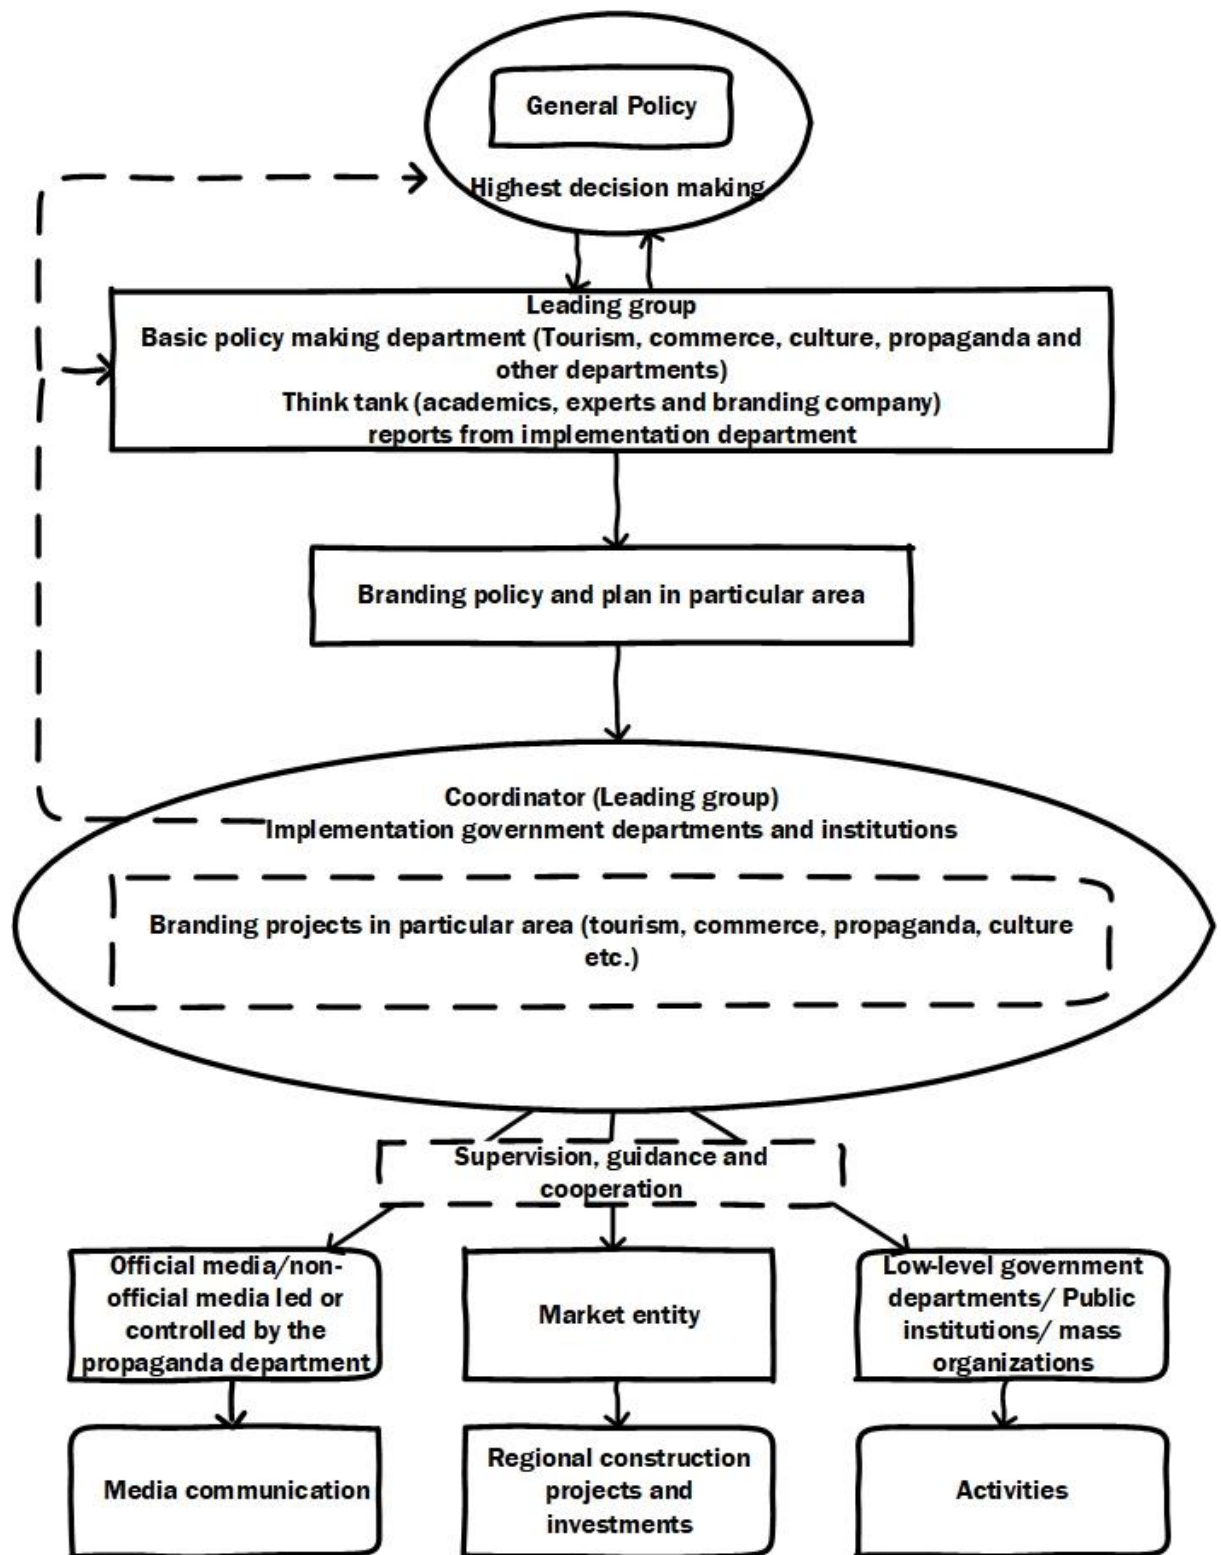 General Policy
Highest decision making
Leading group
Basic policy making department (Tourism, commerce, culture, propaganda and
other departments)
Think tank (academics, experts and branding company)
reports from implementation department
Branding policy and plan in particular area
Coordinator (Leading group)
Implementation government departments and institutions
Branding projects in particular area (tourism, commerce, propaganda, culture
etc.)
Supervision, guidance and
cooperation
Official media/non-
official media led or
controlled by the
propaganda department
Market entity
Low-level government
departments/ Public
institutions/ mass
organizations
Media communication
Regional construction
projects and
investments
Activities